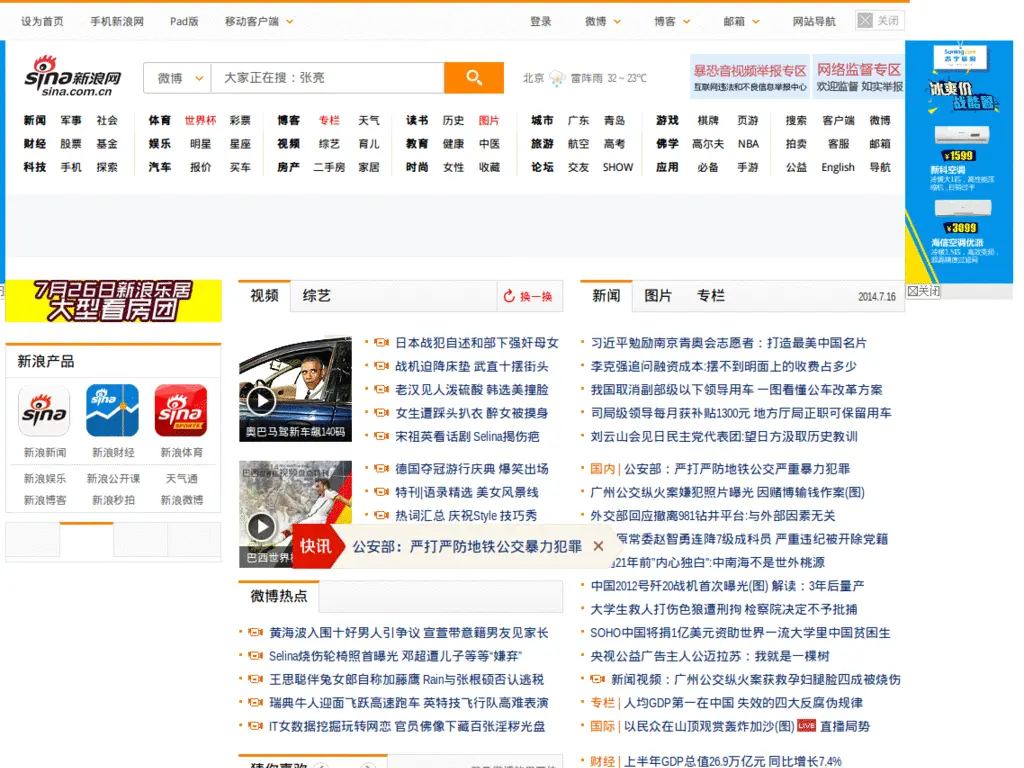 设为首页 手机新浪网 Pad版 移动客户端 登录 微博 博客 邮箱 网站导航 关闭
sina新浪网
sina.com.cn
微博 大家正在搜：张亮 北京 雷阵雨 32～23℃
暴恐音视频举报专区
互联网违法和不良信息举报中心
网络监督专区
欢迎监督 如实举报
新闻 军事 社会 体育 世界杯 彩票 博客 专栏 天气 读书 历史 图片 城市 广东 青岛 游戏 棋牌 页游 搜索 客户端 微博
财经 股票 基金 娱乐 明星 星座 视频 综艺 育儿 教育 健康 中医 旅游 航空 高考 佛学 高尔夫 NBA 拍卖 客服 邮箱
科技 手机 探索 汽车 报价 买车 房产 二手房 家居 时尚 女性 收藏 论坛 交友 SHOW 应用 必备 手游 公益 English 导航
Suning.com
苏宁易购
冰爽价
战酷暑
¥1599
新科空调
¥3099
海信空调优派
关闭
7月26日新浪乐居
大型看房团
新浪产品
sina sina sina
SPORTS
新浪新闻 新浪财经 新浪体育
新浪娱乐 新浪公开课 天气通
新浪博客 新浪秒拍 新浪微博
视频 综艺 换一换
奥巴马驾新车飙140码
日本战犯自述和部下强奸母女
战机迫降床垫 武直十摆街头
老汉见人泼硫酸 韩选美撞脸
女生遭踩头扒衣 醉女被摸身
宋祖英看话剧 Selina揭伤疤
巴西世界
德国夺冠游行庆典 爆笑出场
特刊|语录精选 美女风景线
热词汇总 庆祝Style 技巧秀
快讯 公安部：严打严防地铁公交暴力犯罪 ×
微博热点
黄海波入围十好男人引争议 宣萱带意籍男友见家长
Selina烧伤轮椅照首曝光 邓超遭儿子等等“嫌弃”
王思聪伴兔女郎自称加藤鹰 Rain与张根硕否认逃税
瑞典牛人迎面飞跃高速跑车 英特技飞行队高难表演
IT女数据挖掘玩转网恋 官员佛像下藏百张淫秽光盘
猜你喜欢
新闻 图片 专栏 2014.7.16
习近平勉励南京青奥会志愿者：打造最美中国名片
李克强追问融资成本:摆不到明面上的收费占多少
我国取消副部级以下领导用车 一图看懂公车改革方案
司局级领导每月获补贴1300元 地方厅局正职可保留用车
刘云山会见日民主党代表团:望日方汲取历史教训
国内 | 公安部：严打严防地铁公交严重暴力犯罪
广州公交纵火案嫌犯照片曝光 因赌博输钱作案(图)
外交部回应撤离981钻井平台:与外部因素无关
原常委赵智勇连降7级成科员 严重违纪被开除党籍
21年前“内心独白”:中南海不是世外桃源
中国2012号歼20战机首次曝光(图) 解读：3年后量产
大学生救人打伤色狼遭刑拘 检察院决定不予批捕
SOHO中国将捐1亿美元资助世界一流大学里中国贫困生
央视公益广告主人公迈拉苏：我就是一棵树
新闻视频：广州公交纵火案获救孕妇腿脸四成被烧伤
专栏 | 人均GDP第一在中国 失效的四大反腐伪规律
国际 | 以民众在山顶观赏轰炸加沙(图) LIVE 直播局势
财经 | 上半年GDP总值26.9万亿元 同比增长7.4%